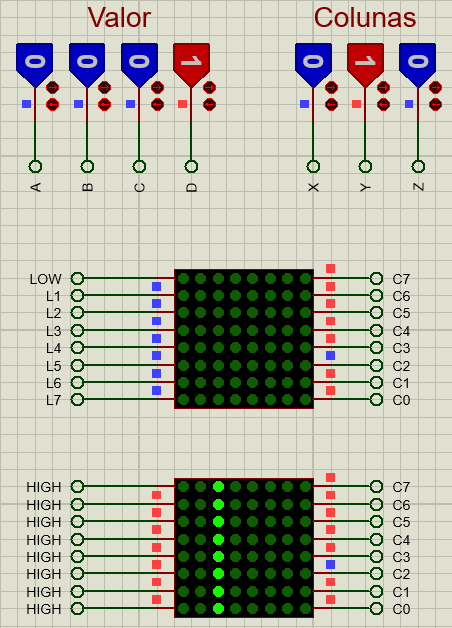 Valor Colunas
0 0 0 1 0 1 0
A B C D X Y Z
LOW C7
L1 C6
L2 C5
L3 C4
L4 C3
L5 C2
L6 C1
L7 C0
HIGH C7
HIGH C6
HIGH C5
HIGH C4
HIGH C3
HIGH C2
HIGH C1
HIGH C0